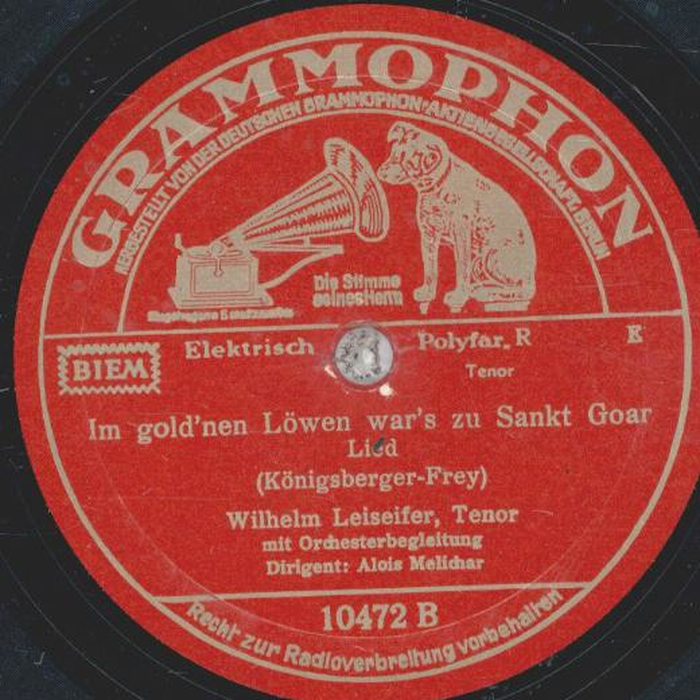 GRAMMOPHON
HERGESTELLT VON DER DEUTSCHEN GRAMMOPHON-AKTIENGESELLSCHAFT, BERLIN
Die Stimme
seines Herrn
BIEM
Elektrisch
Polyfar. R
K
Tenor
Im gold'nen Löwen war's zu Sankt Goar
Lied
(Königsberger-Frey)
Wilhelm Leiseifer, Tenor
mit Orchesterbegleitung
Dirigent: Alois Melichar
10472 B
Recht zur Radioverbreitung vorbehalten